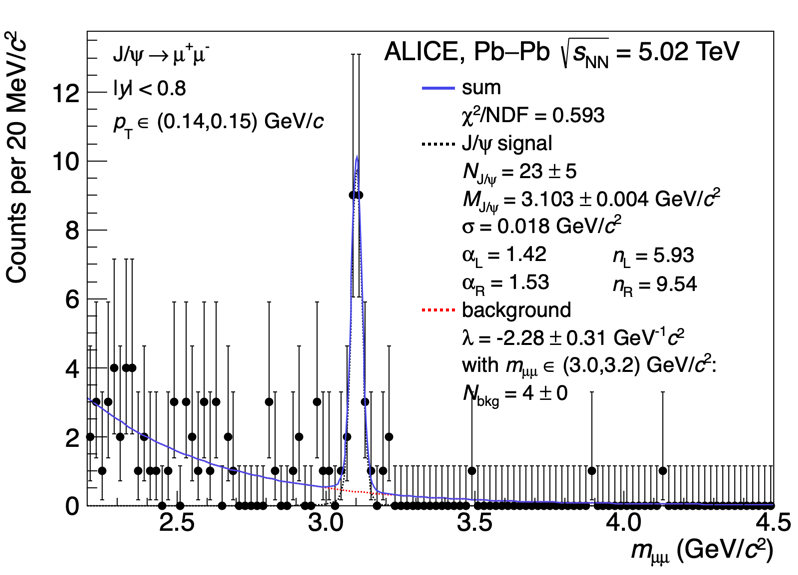 J/ψ → μ⁺μ⁻
|y| < 0.8
p_T ∈ (0.14,0.15) GeV/c
ALICE, Pb–Pb √s_NN = 5.02 TeV
sum
χ²/NDF = 0.593
J/ψ signal
N_J/ψ = 23 ± 5
M_J/ψ = 3.103 ± 0.004 GeV/c²
σ = 0.018 GeV/c²
α_L = 1.42 n_L = 5.93
α_R = 1.53 n_R = 9.54
background
λ = -2.28 ± 0.31 GeV⁻¹c²
with m_μμ ∈ (3.0,3.2) GeV/c²:
N_bkg = 4 ± 0
Counts per 20 MeV/c²
12
10
8
6
4
2
0
2.5 3.0 3.5 4.0 4.5
m_μμ (GeV/c²)